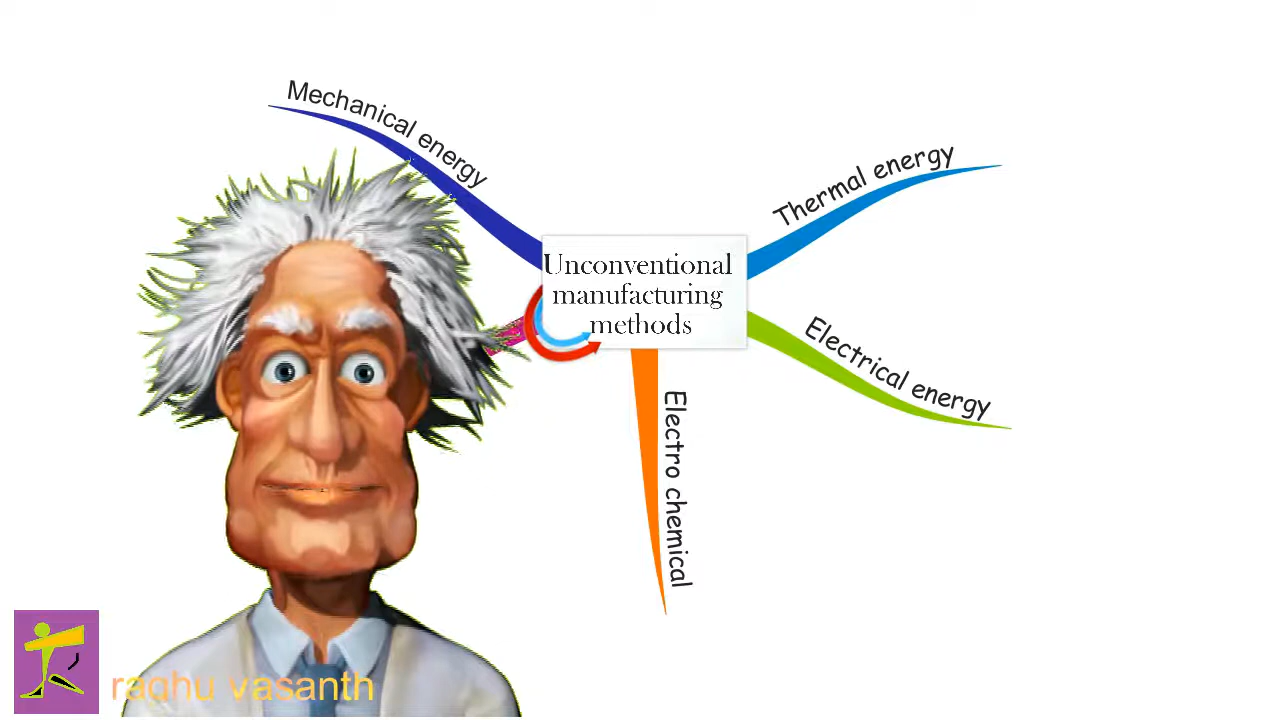 Mechanical energy
Thermal energy
Unconventional
manufacturing
methods
Electrical energy
Electro chemical
raghu vasanth